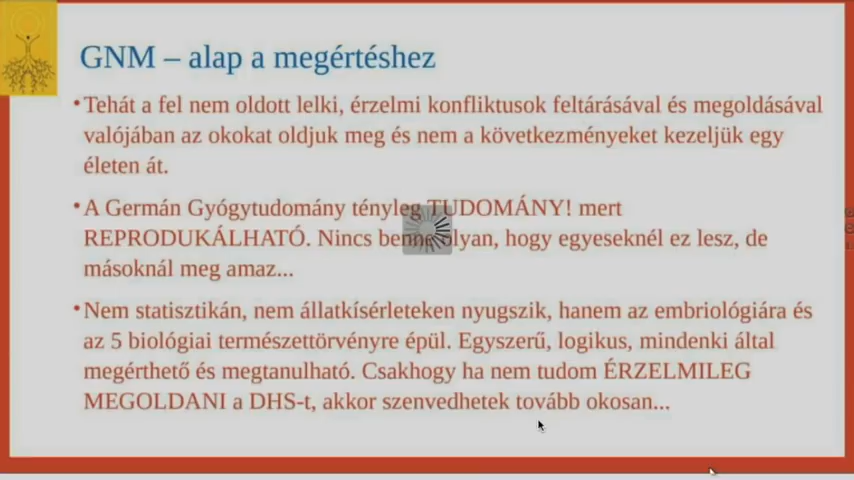 GNM – alap a megértéshez
•Tehát a fel nem oldott lelki, érzelmi konfliktusok feltárásával és megoldásával
valójában az okokat oldjuk meg és nem a következményeket kezeljük egy
életen át.
•A Germán Gyógytudomány tényleg TUDOMÁNY! mert
REPRODUKÁLHATÓ. Nincs benne olyan, hogy egyeseknél ez lesz, de
másoknál meg amaz...
•Nem statisztikán, nem állatkísérleteken nyugszik, hanem az embriológiára és
az 5 biológiai természettörvényre épül. Egyszerű, logikus, mindenki által
megérthető és megtanulható. Csakhogy ha nem tudom ÉRZELMILEG
MEGOLDANI a DHS-t, akkor szenvedhetek tovább okosan...